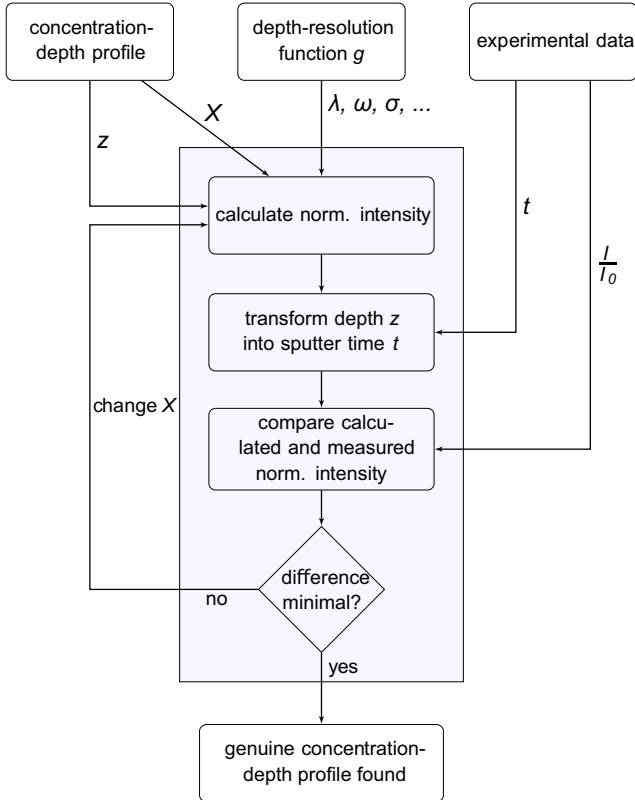 concentration-
depth profile
depth-resolution
function g
experimental data
z
X
λ, ω, σ, ...
t
I
I₀
calculate norm. intensity
transform depth z
into sputter time t
change X
compare calcu-
lated and measured
norm. intensity
difference
minimal?
no
yes
genuine concentration-
depth profile found